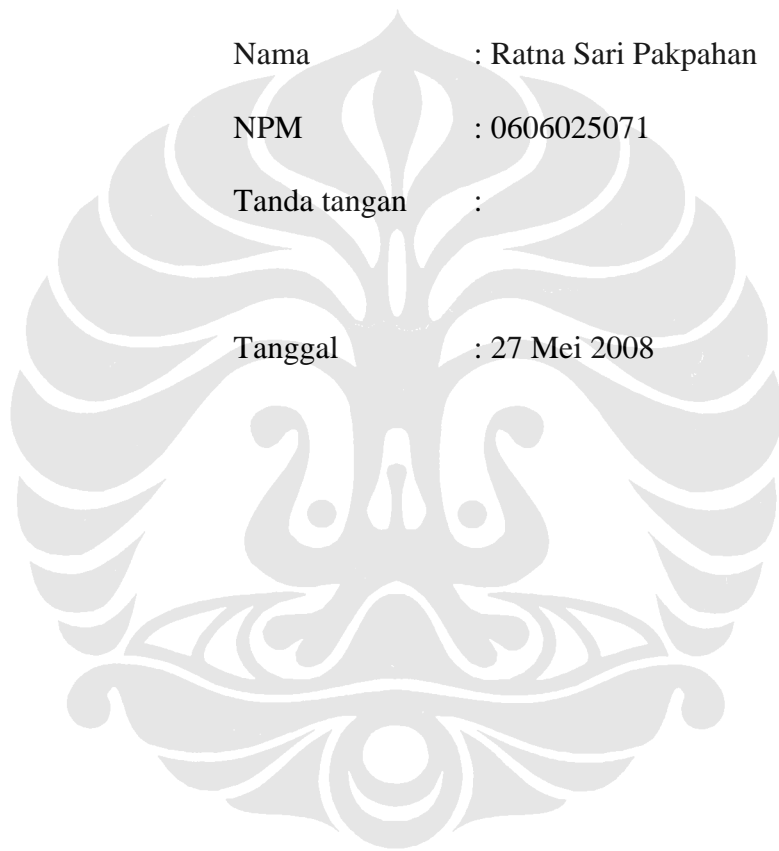 Nama : Ratna Sari Pakpahan
NPM : 0606025071
Tanda tangan :
Tanggal : 27 Mei 2008